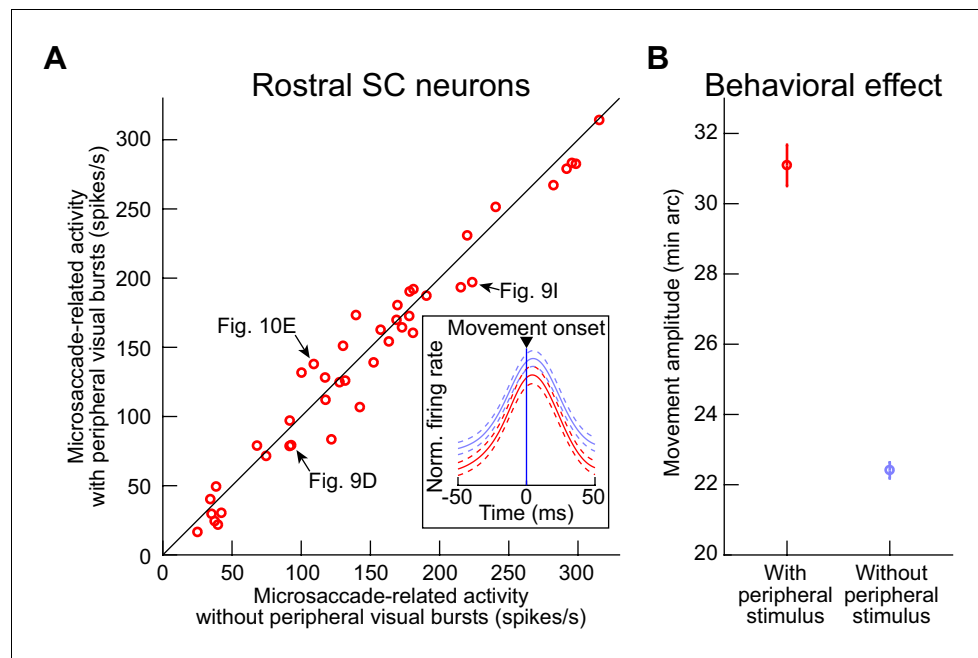 A
Rostral SC neurons
Microsaccade-related activity
with peripheral visual bursts (spikes/s)
300
250
200
150
100
50
0
Fig. 10E
Fig. 9I
Fig. 9D
Movement onset
Norm. firing rate
-50
0
50
Time (ms)
0
50
100
150
200
250
300
Microsaccade-related activity
without peripheral visual bursts (spikes/s)
B
Behavioral effect
Movement amplitude (min arc)
32
30
28
26
24
22
20
With
peripheral
stimulus
Without
peripheral
stimulus